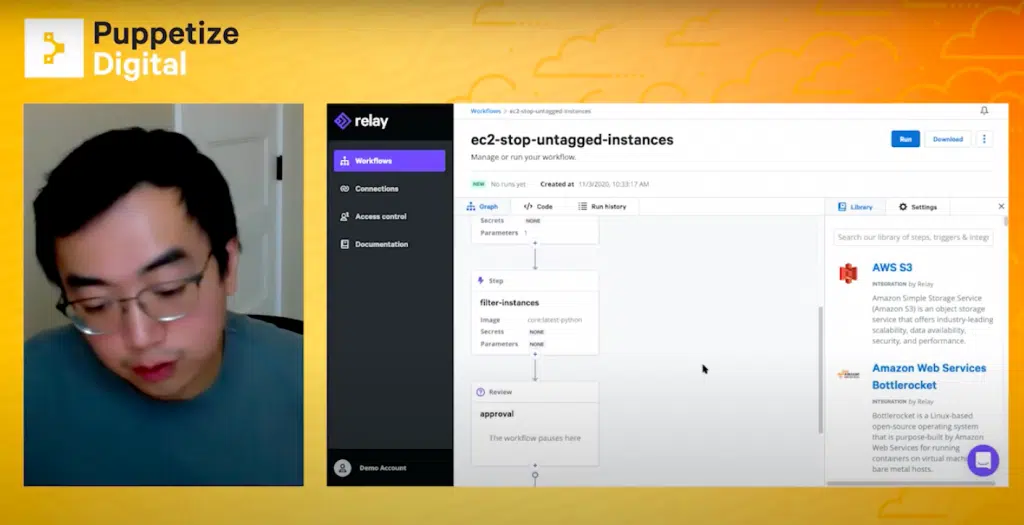 Puppetize
Digital
relay
Workflows
Connections
Access control
Documentation
Demo Account
Workflows > ec2-stop-untagged-instances
ec2-stop-untagged-instances
Manage or run your workflow.
Run
Download
NEW No runs yet Created at 11/3/2020, 10:33:17 AM
Graph
</> Code
Run history
Secrets NONE
Parameters 1
Step
filter-instances
Image
Secrets NONE
Parameters NONE
Review
approval
The workflow pauses here
Library
Settings
Search our library of steps, triggers & integr
AWS S3
INTEGRATION by Relay
Amazon Simple Storage Service
(Amazon S3) is an object storage
service that offers industry-leading
scalability, data availability,
security, and performance.
Amazon Web Services
Bottlerocket
INTEGRATION by Relay
Bottlerocket is a Linux-based
open-source operating system
that is purpose-built by Amazon
Web Services for running
containers on virtual mach
bare metal hosts.